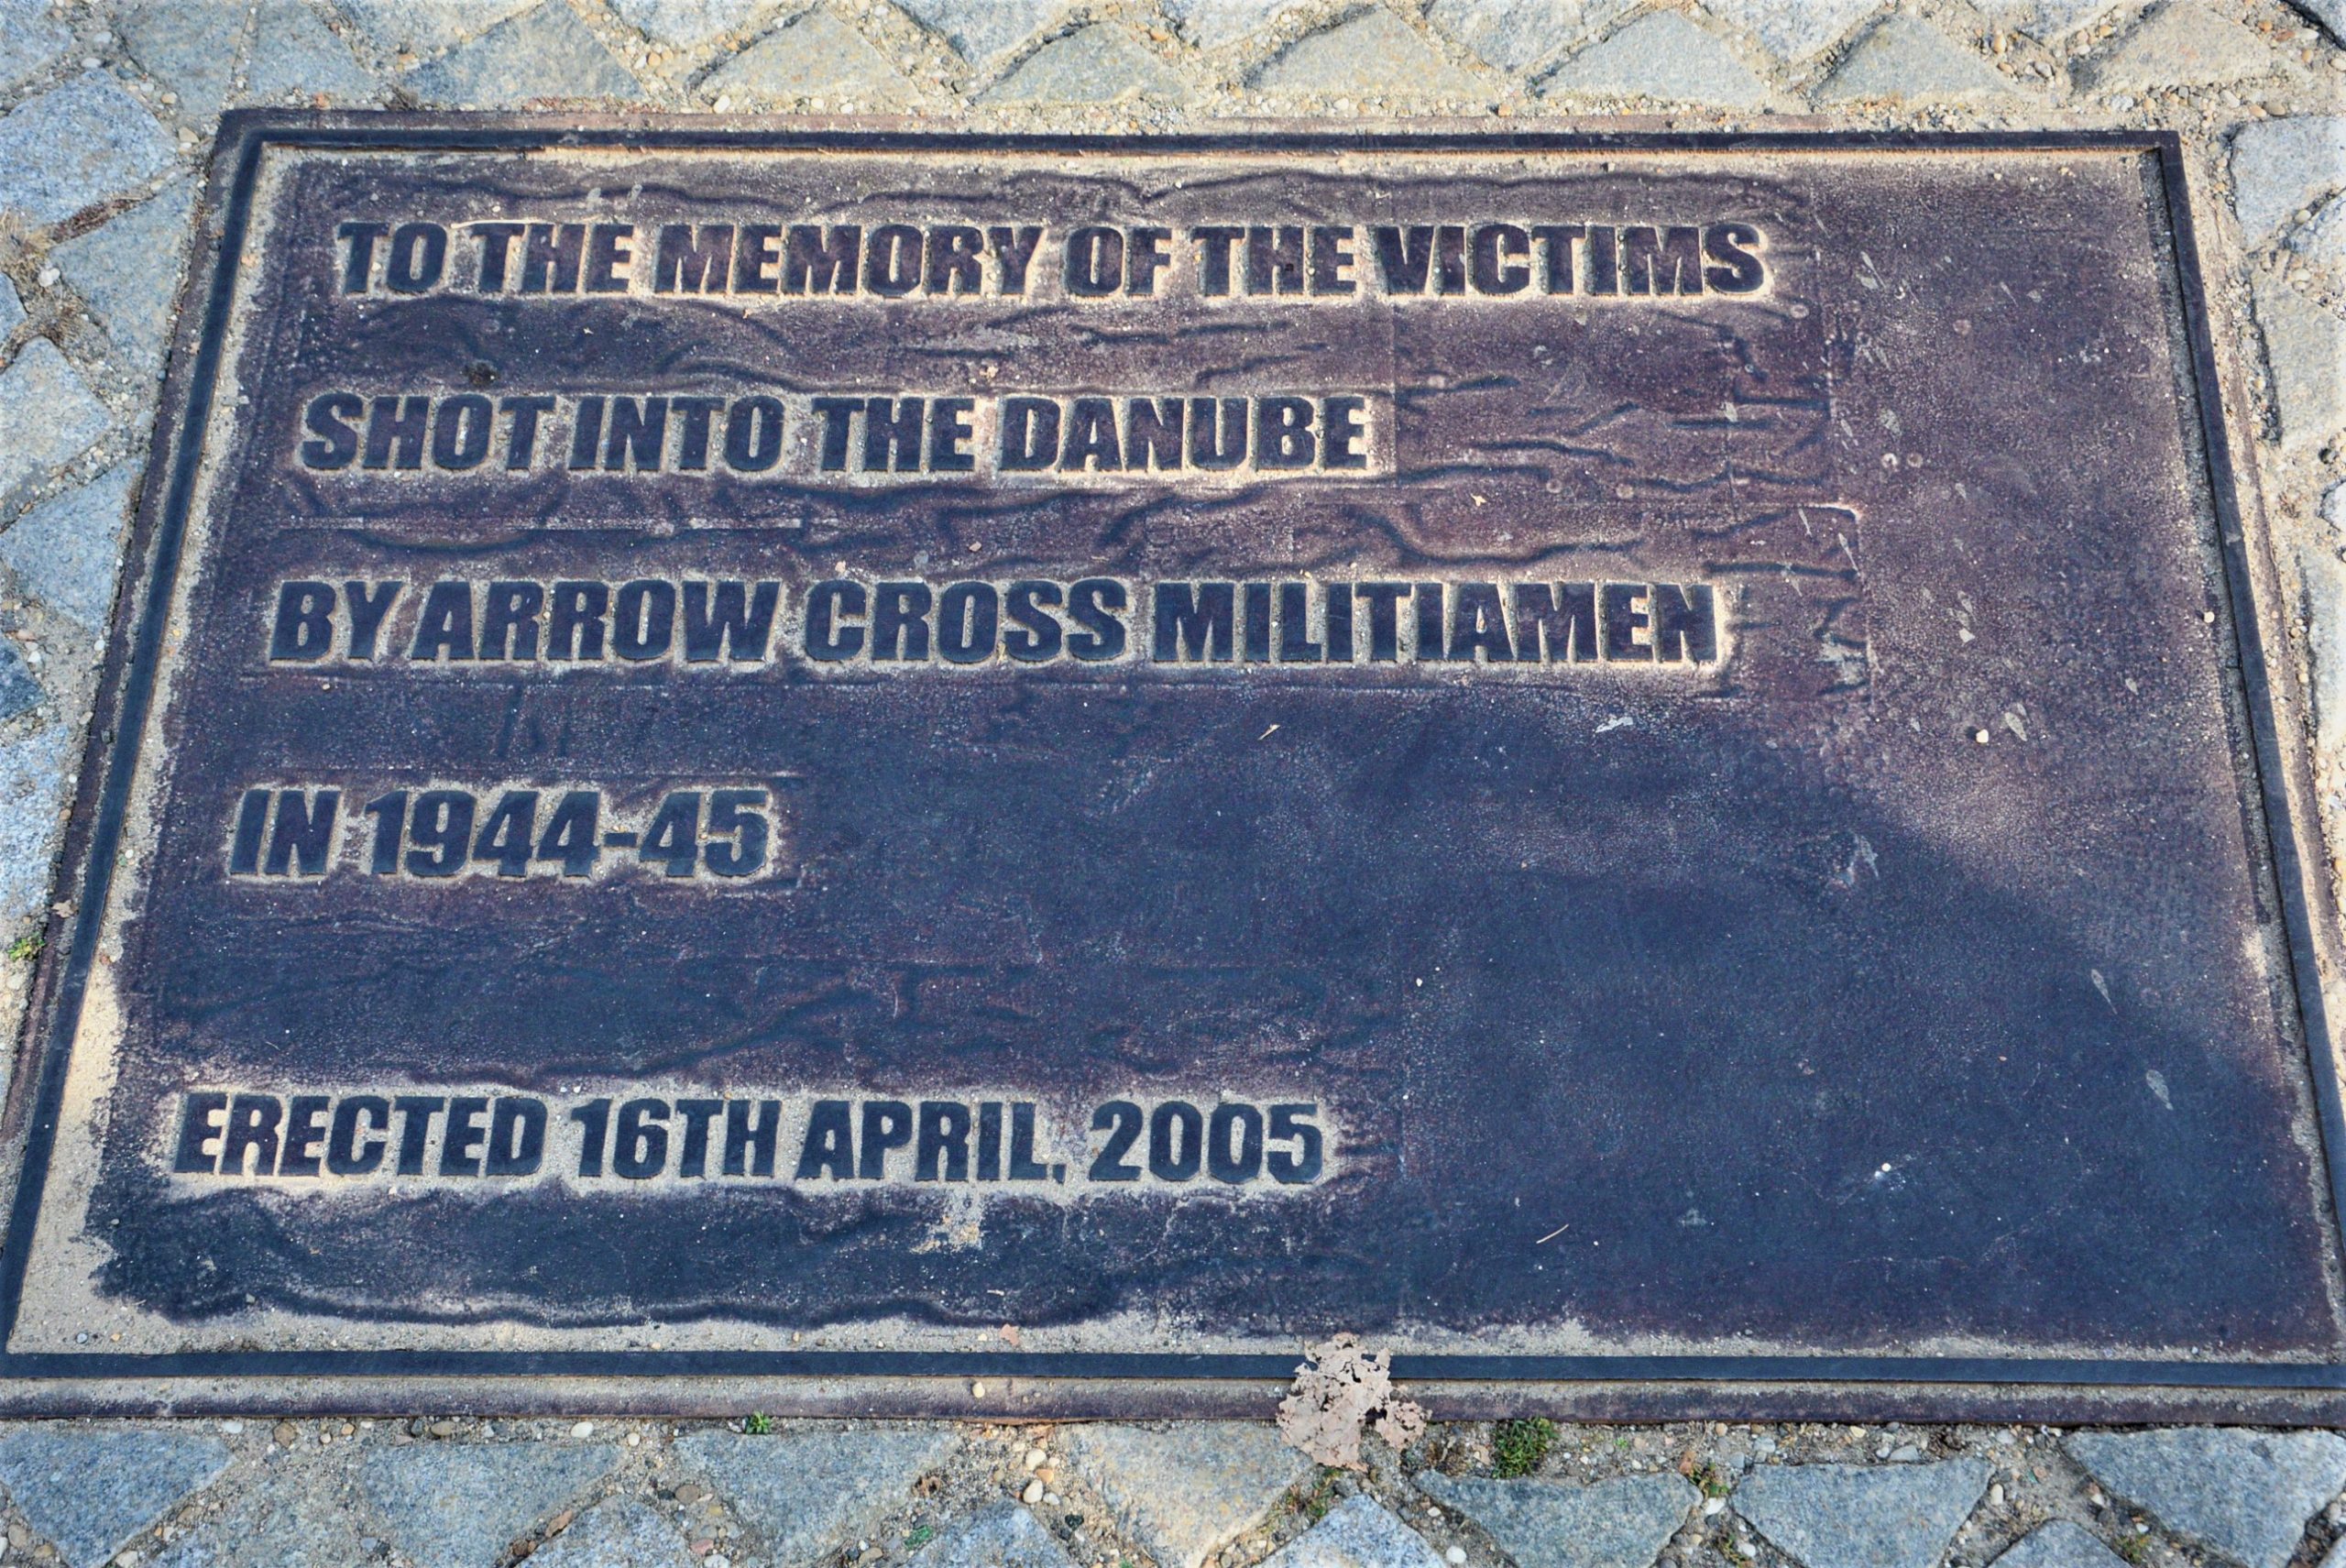 TO THE MEMORY OF THE VICTIMS
SHOT INTO THE DANUBE
BY ARROW CROSS MILITIAMEN
IN 1944-45
ERECTED 16TH APRIL, 2005